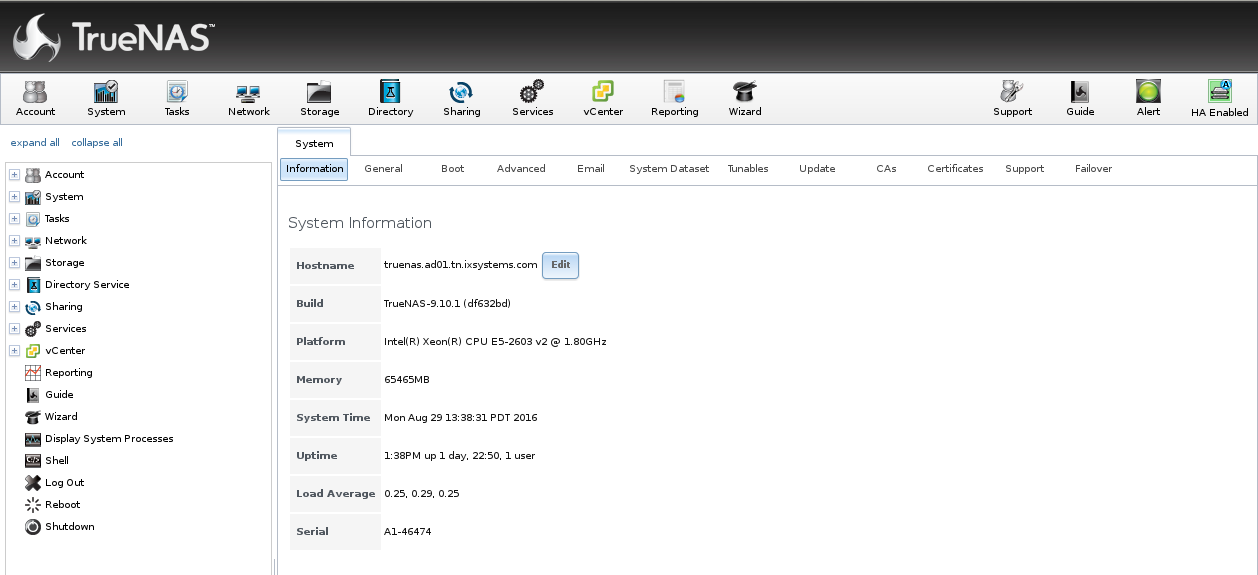 TrueNAS™
Account System Tasks Network Storage Directory Sharing Services vCenter Reporting Wizard Support Guide Alert HA Enabled
expand all collapse all
Account
System
Tasks
Network
Storage
Directory Service
Sharing
Services
vCenter
Reporting
Guide
Wizard
Display System Processes
Shell
Log Out
Reboot
Shutdown
System
Information General Boot Advanced Email System Dataset Tunables Update CAs Certificates Support Failover
System Information
Hostname truenas.ad01.tn.ixsystems.com Edit
Build TrueNAS-9.10.1 (df632bd)
Platform Intel(R) Xeon(R) CPU E5-2603 v2 @ 1.80GHz
Memory 65465MB
System Time Mon Aug 29 13:38:31 PDT 2016
Uptime 1:38PM up 1 day, 22:50, 1 user
Load Average 0.25, 0.29, 0.25
Serial A1-46474